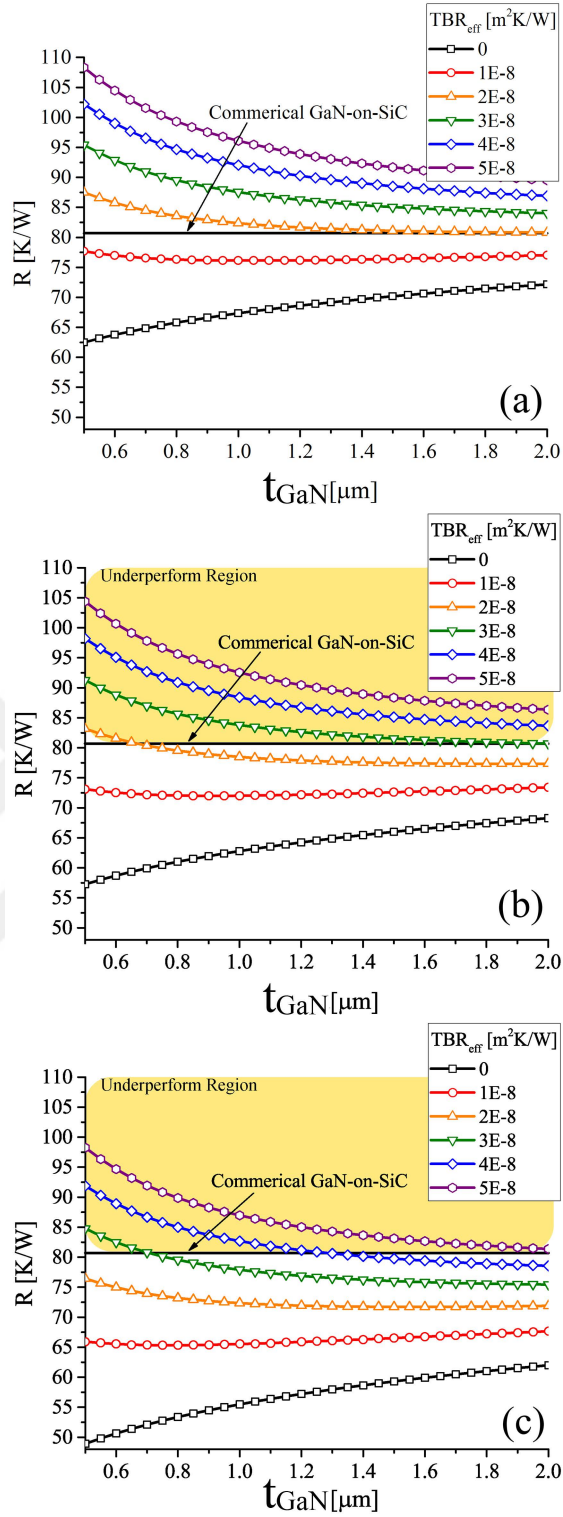 TBReff [m2K/W]
0
1E-8
2E-8
3E-8
4E-8
5E-8
Commerical GaN-on-SiC
110
105
100
95
90
85
80
75
70
65
60
55
50
R [K/W]
(a)
0.6 0.8 1.0 1.2 1.4 1.6 1.8 2.0
tGaN[μm]
TBReff [m2K/W]
0
1E-8
2E-8
3E-8
4E-8
5E-8
Underperform Region
Commerical GaN-on-SiC
110
105
100
95
90
85
80
75
70
65
60
55
50
R [K/W]
(b)
0.6 0.8 1.0 1.2 1.4 1.6 1.8 2.0
tGaN[μm]
TBReff [m2K/W]
0
1E-8
2E-8
3E-8
4E-8
5E-8
Underperform Region
Commerical GaN-on-SiC
110
105
100
95
90
85
80
75
70
65
60
55
50
R [K/W]
(c)
0.6 0.8 1.0 1.2 1.4 1.6 1.8 2.0
tGaN[μm]